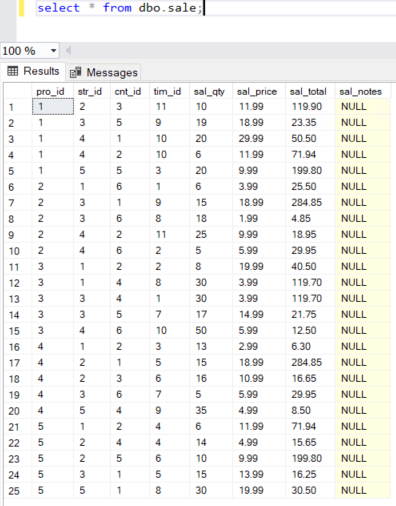 select * from dbo.sale;
100 %
Results Messages
pro_id str_id cnt_id tim_id sal_qty sal_price sal_total sal_notes
1 1 2 3 11 10 11.99 119.90 NULL
2 1 3 5 9 19 18.99 23.35 NULL
3 1 4 1 10 20 29.99 50.50 NULL
4 1 4 2 10 6 11.99 71.94 NULL
5 1 5 5 3 20 9.99 199.80 NULL
6 2 1 6 1 6 3.99 25.50 NULL
7 2 3 1 9 15 18.99 284.85 NULL
8 2 3 6 8 18 1.99 4.85 NULL
9 2 4 2 11 25 9.99 18.95 NULL
10 2 4 6 2 5 5.99 29.95 NULL
11 3 1 2 2 8 19.99 40.50 NULL
12 3 1 4 8 30 3.99 119.70 NULL
13 3 3 4 1 30 3.99 119.70 NULL
14 3 3 5 7 17 14.99 21.75 NULL
15 3 4 6 10 50 5.99 12.50 NULL
16 4 1 2 3 13 2.99 6.30 NULL
17 4 2 1 5 15 18.99 284.85 NULL
18 4 2 3 6 16 10.99 16.65 NULL
19 4 3 6 7 5 5.99 29.95 NULL
20 4 5 4 9 35 4.99 8.50 NULL
21 5 1 2 4 6 11.99 71.94 NULL
22 5 2 4 4 14 4.99 15.65 NULL
23 5 2 5 6 10 9.99 199.80 NULL
24 5 3 1 5 15 13.99 16.25 NULL
25 5 5 1 8 30 19.99 30.50 NULL